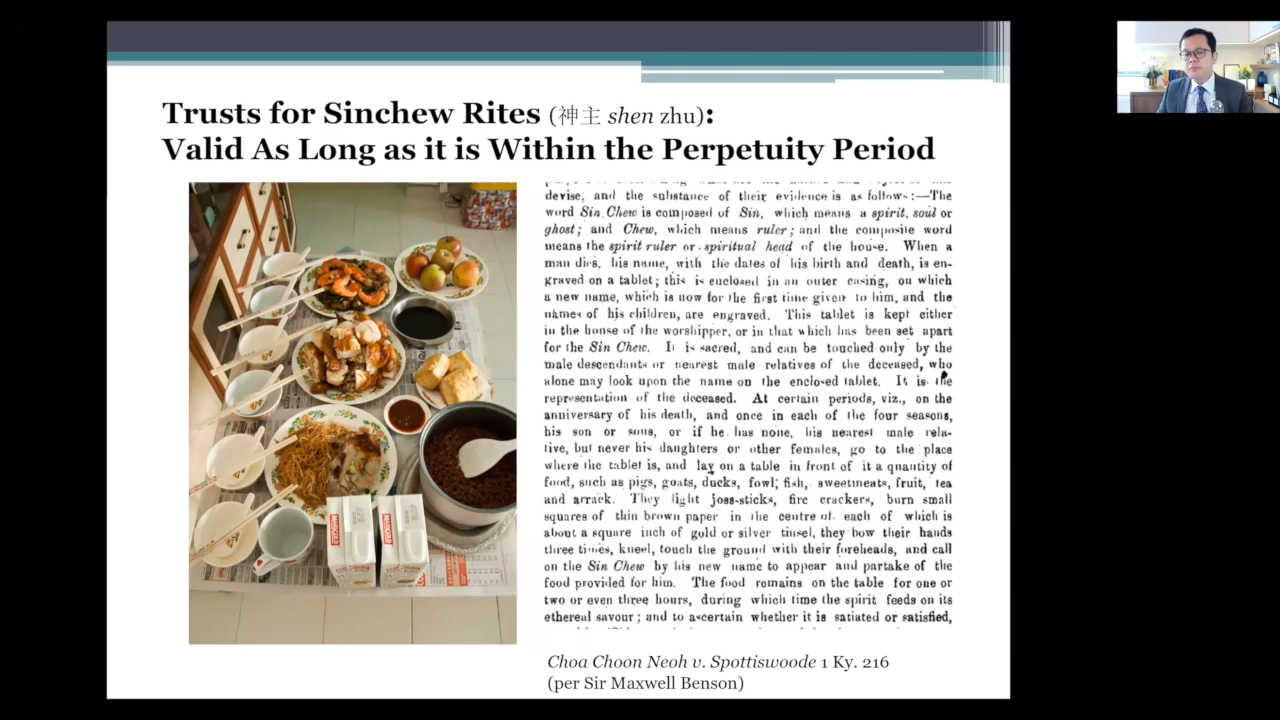 Trusts for Sinchew Rites (神主 shen zhu):
Valid As Long as it is Within the Perpetuity Period
devise, and the substance of their evidence is as follows:—The
word Sin Chew is composed of Sin, which means a spirit, soul or
ghost; and Chew, which means ruler; and the composite word
means the spirit ruler or spiritual head of the house. When a
man dies, his name, with the dates of his birth and death, is en-
graved on a tablet; this is enclosed in an outer casing, on which
a new name, which is now for the first time given to him, and the
names of his children, are engraved. This tablet is kept either
in the house of the worshipper, or in that which has been set apart
for the Sin Chew. It is sacred, and can be touched only by the
male descendants or nearest male relatives of the deceased, who
alone may look upon the name on the enclosed tablet. It is the
representation of the deceased. At certain periods, viz., on the
anniversary of his death, and once in each of the four seasons,
his son or sons, or if he has none, his nearest male rela-
tive, but never his daughters or other females, go to the place
where the tablet is, and lay on a table in front of it a quantity of
food, such as pigs, goats, ducks, fowl; fish, sweetmeats, fruit, tea
and arrack. They light joss-sticks, fire crackers, burn small
squares of thin brown paper in the centre of each of which is
about a square inch of gold or silver tinsel, they bow their hands
three times, kneel, touch the ground with their foreheads, and call
on the Sin Chew by his new name to appear and partake of the
food provided for him. The food remains on the table for one or
two or even three hours, during which time the spirit feeds on its
ethereal savour; and to ascertain whether it is satiated or satisfied,
MARIGOLD
MARIGOLD
Choa Choon Neoh v. Spottiswoode 1 Ky. 216
(per Sir Maxwell Benson)